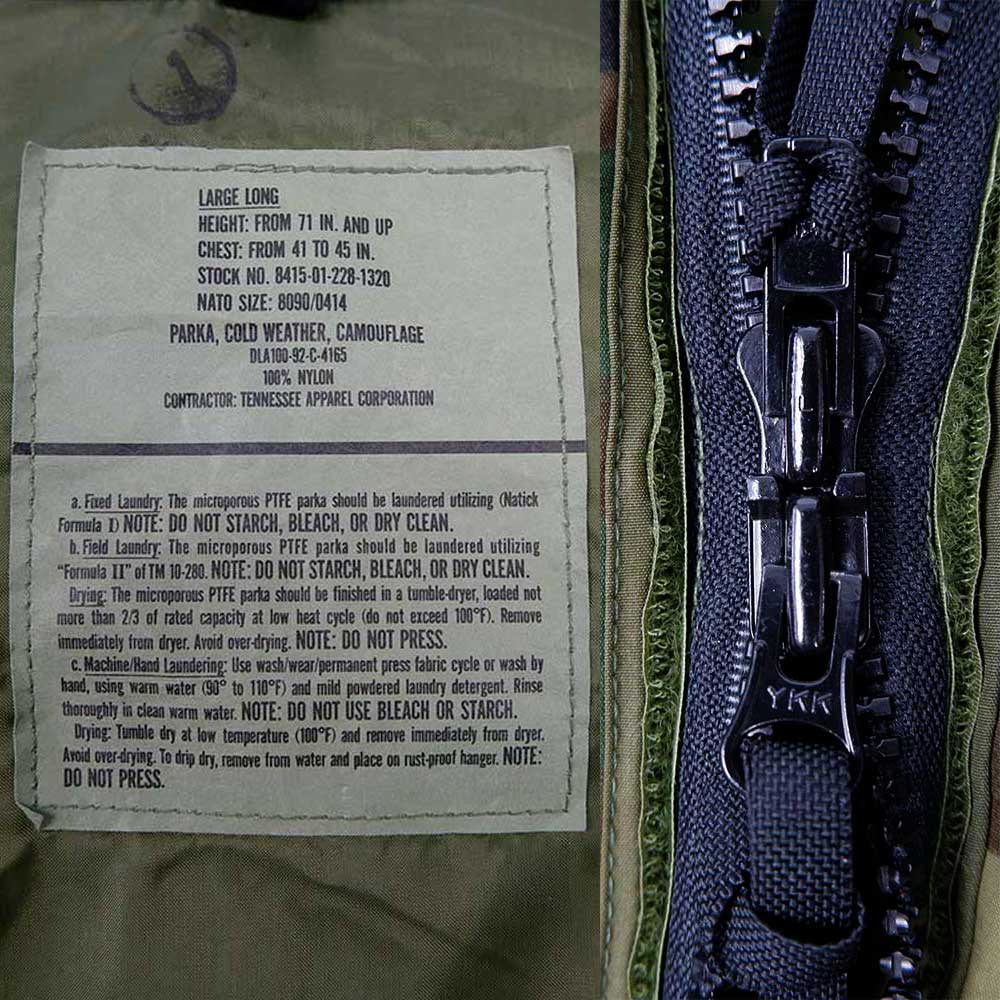 LARGE LONG
HEIGHT: FROM 71 IN. AND UP
CHEST: FROM 41 TO 45 IN.
STOCK NO. 8415-01-228-1320
NATO SIZE: 8090/0414
PARKA, COLD WEATHER, CAMOUFLAGE
DLA100-92-C-4165
100% NYLON
CONTRACTOR: TENNESSEE APPAREL CORPORATION
a. Fixed Laundry: The microporous PTFE parka should be laundered utilizing (Natick
Formula I) NOTE: DO NOT STARCH, BLEACH, OR DRY CLEAN.
b. Field Laundry: The microporous PTFE parka should be laundered utilizing
"Formula II" of TM 10-280. NOTE: DO NOT STARCH, BLEACH, OR DRY CLEAN.
Drying: The microporous PTFE parka should be finished in a tumble-dryer, loaded not
more than 2/3 of rated capacity at low heat cycle (do not exceed 100°F). Remove
immediately from dryer. Avoid over-drying. NOTE: DO NOT PRESS.
c. Machine/Hand Laundering: Use wash/wear/permanent press fabric cycle or wash by
hand, using warm water (90° to 110°F) and mild powdered laundry detergent. Rinse
thoroughly in clean warm water. NOTE: DO NOT USE BLEACH OR STARCH.
Drying: Tumble dry at low temperature (100°F) and remove immediately from dryer.
Avoid over-drying. To drip dry, remove from water and place on rust-proof hanger. NOTE:
DO NOT PRESS.
YKK